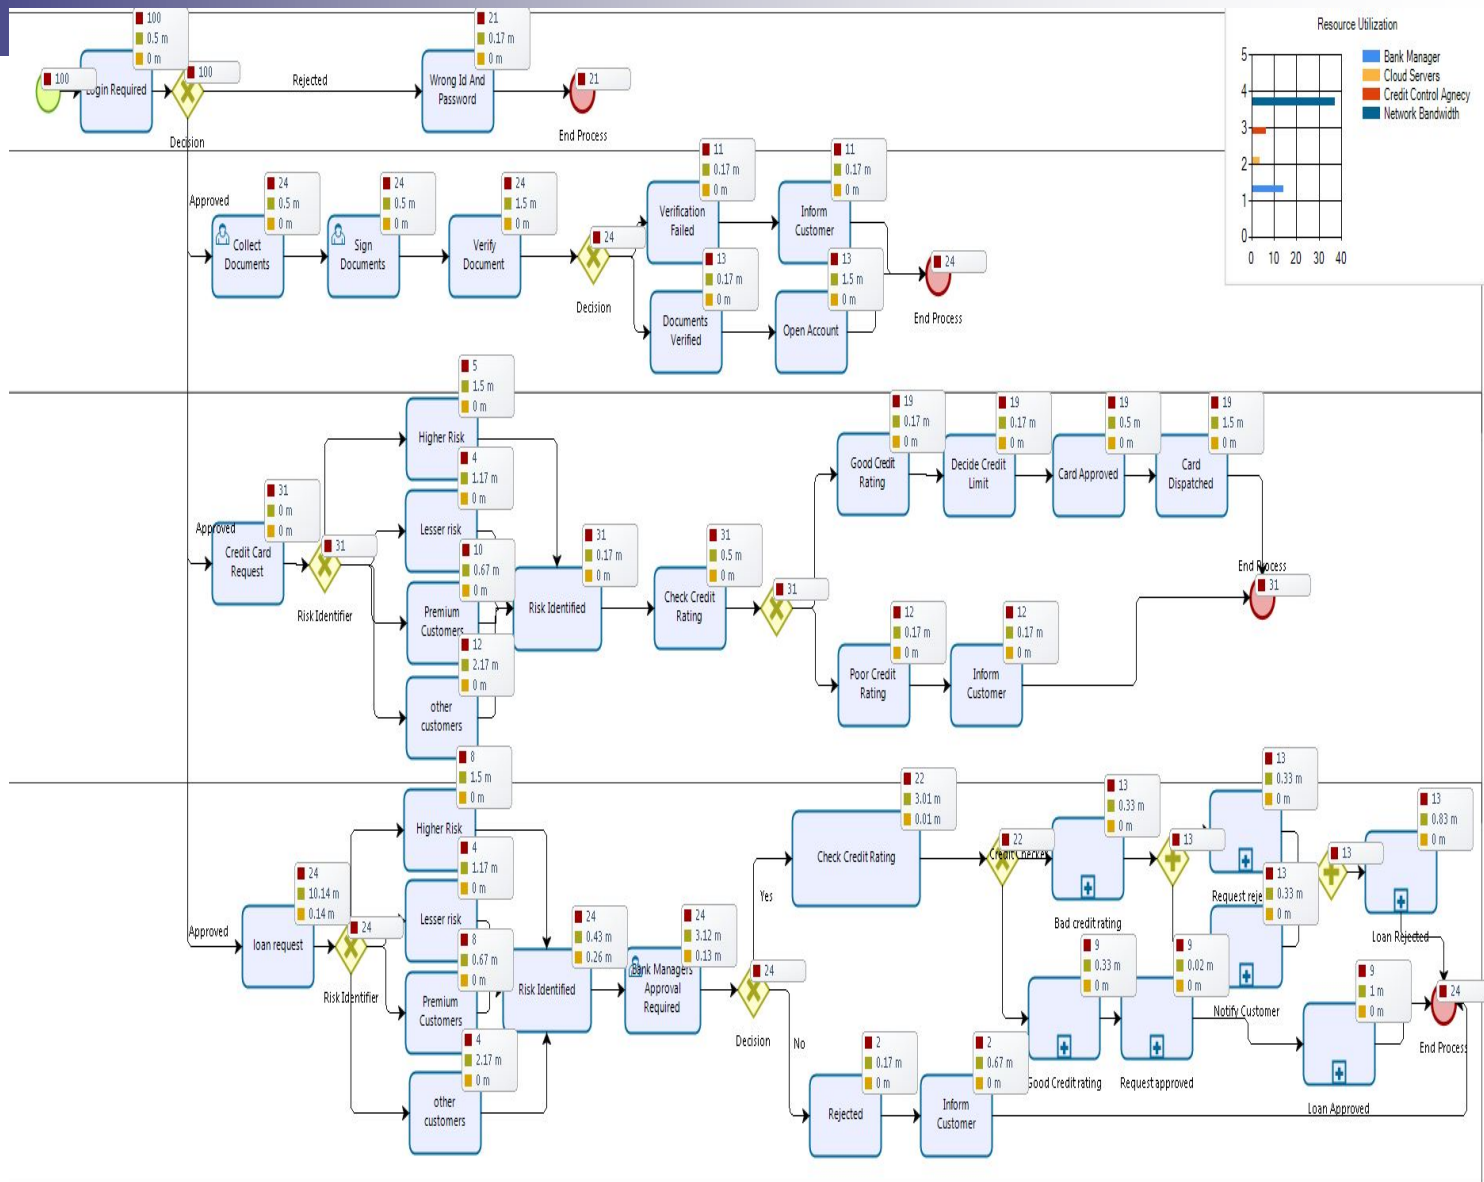 100
0.5 m
0 m
21
0.17 m
0 m
Resource Utilization
5
4
3
2
1
0
0 10 20 30 40
Bank Manager
Cloud Servers
Credit Control Agnecy
Network Bandwidth
100
Login Required
100
Decision
Rejected
Wrong Id And
Password
21
End Process
Approved
24
0.5 m
0 m
Collect
Documents
24
0.5 m
0 m
Sign
Documents
24
1.5 m
0 m
Verify
Document
24
Decision
11
0.17 m
0 m
Verification
Failed
11
0.17 m
0 m
Inform
Customer
13
0.17 m
0 m
Documents
Verified
13
1.5 m
0 m
Open Account
24
End Process
Approved
31
0 m
0 m
Credit Card
Request
31
Risk Identifier
5
1.5 m
0 m
Higher Risk
4
1.17 m
0 m
Lesser risk
10
0.67 m
0 m
Premium
Customers
12
2.17 m
0 m
other
customers
31
0.17 m
0 m
Risk Identified
31
0.5 m
0 m
Check Credit
Rating
31
19
0.17 m
0 m
Good Credit
Rating
19
0.17 m
0 m
Decide Credit
Limit
19
0.5 m
0 m
Card Approved
19
1.5 m
0 m
Card
Dispatched
12
0.17 m
0 m
Poor Credit
Rating
12
0.17 m
0 m
Inform
Customer
End Process
31
Approved
24
10.14 m
0.14 m
loan request
24
Risk Identifier
8
1.5 m
0 m
Higher Risk
4
1.17 m
0 m
Lesser risk
8
0.67 m
0 m
Premium
Customers
4
2.17 m
0 m
other
customers
24
0.43 m
0.26 m
Risk Identified
24
3.12 m
0.13 m
Bank Managers
Approval
Required
24
Decision
Yes
No
22
3.01 m
0.01 m
Check Credit Rating
22
Credit Checker
13
0.33 m
0 m
Bad credit rating
13
13
0.33 m
0 m
Request reje
13
0.33 m
0 m
Notify Customer
13
13
0.83 m
0 m
Loan Rejected
9
0.33 m
0 m
Good Credit rating
9
0.02 m
0 m
Request approved
9
1 m
0 m
Loan Approved
2
0.17 m
0 m
Rejected
2
0.67 m
0 m
Inform
Customer
24
End Process